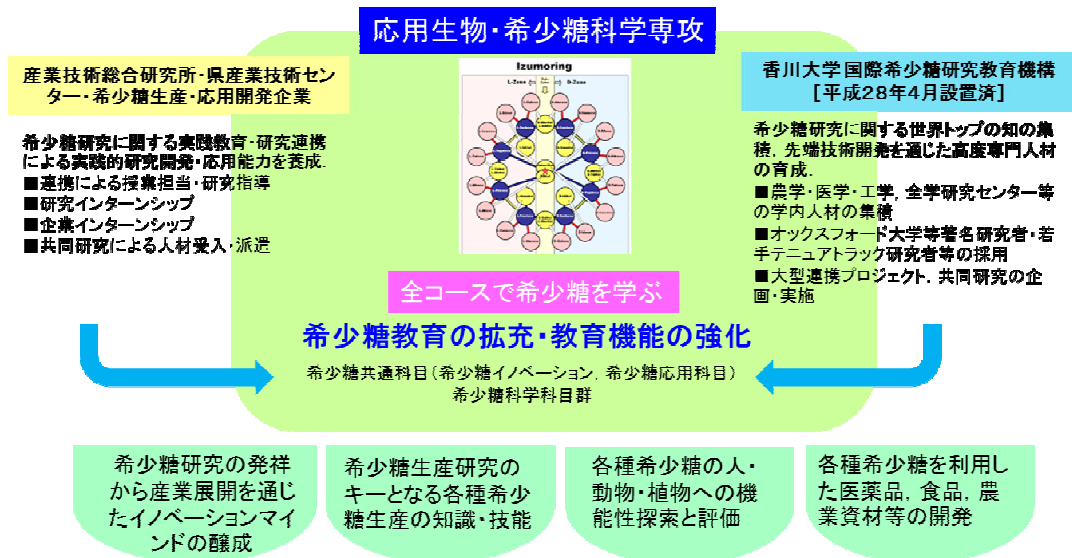 応用生物・希少糖科学専攻
産業技術総合研究所・県産業技術セン
ター・希少糖生産・応用開発企業
希少糖研究に関する実践教育・研究連携
による実践的研究開発・応用能力を養成.
■連携による授業担当・研究指導
■研究インターンシップ
■企業インターンシップ
■共同研究による人材受入・派遣
Izumoring
L-Zone
D-Zone
香川大学国際希少糖研究教育機構
[平成28年4月設置済]
希少糖研究に関する世界トップの知の集
積，先端技術開発を通じた高度専門人材
の育成.
■農学・医学・工学，全学研究センター等
の学内人材の集積
■オックスフォード大学等著名研究者・若
手テニュアトラック研究者等の採用
■大型連携プロジェクト，共同研究の企
画・実施
全コースで希少糖を学ぶ
希少糖教育の拡充・教育機能の強化
希少糖共通科目（希少糖イノベーション，希少糖応用科目）
希少糖科学科目群
希少糖研究の発祥
から産業展開を通じ
たイノベーションマイ
ンドの醸成
希少糖生産研究の
キーとなる各種希少
糖生産の知識・技能
各種希少糖の人・
動物・植物への機
能性探索と評価
各種希少糖を利用し
た医薬品，食品，農
業資材等の開発